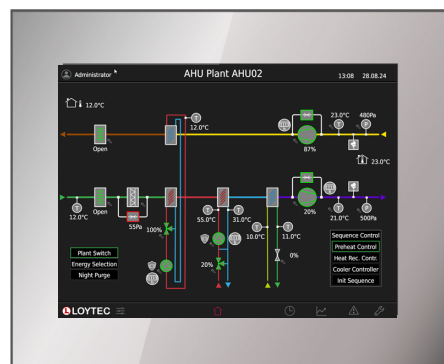 Administrator
AHU Plant AHU02
13:08 28.08.24
12.0°C
T
12.0°C
23.0°C
480Pa
T
P
Open
87%
23.0°C
T
12.0°C
Open
55Pa
100%
T
T
55.0°C
31.0°C
20%
T
P
21.0°C
500Pa
T
T
10.0°C
11.0°C
20%
0%
Plant Switch
Energy Selection
Night Purge
Sequence Control
Preheat Control
Heat Rec. Contr.
Cooler Controller
Init Sequence
LOYTEC